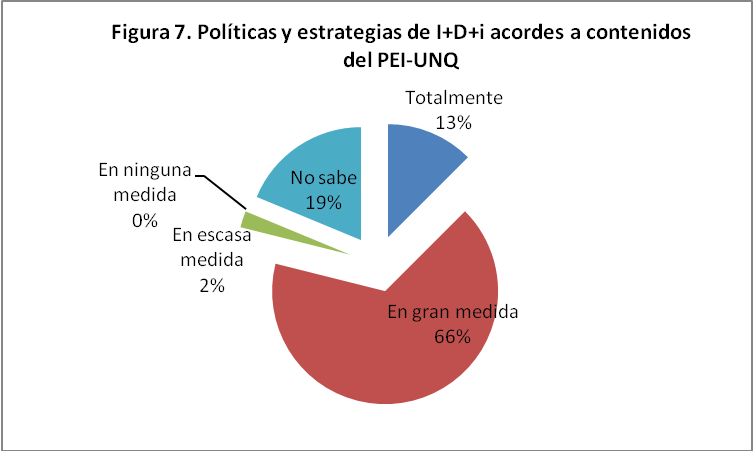 Figura 7. Políticas y estrategias de I+D+i acordes a contenidos
del PEI-UNQ
Totalmente
13%
En gran medida
66%
En escasa
medida
2%
En ninguna
medida
0%
No sabe
19%